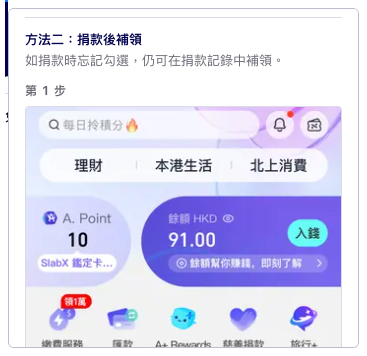 方法二：捐款後補領
如捐款時忘記勾選，仍可在捐款記錄中補領。
第 1 步
每日拎積分
理財
本港生活
北上消費
A. Point
10
SlabX 鑑定卡...
餘額 HKD
91.00
入錢
餘額幫你賺錢，即刻了解
領1萬
繳費服務
匯款
A+ Rewards
慈善捐款
旅行+